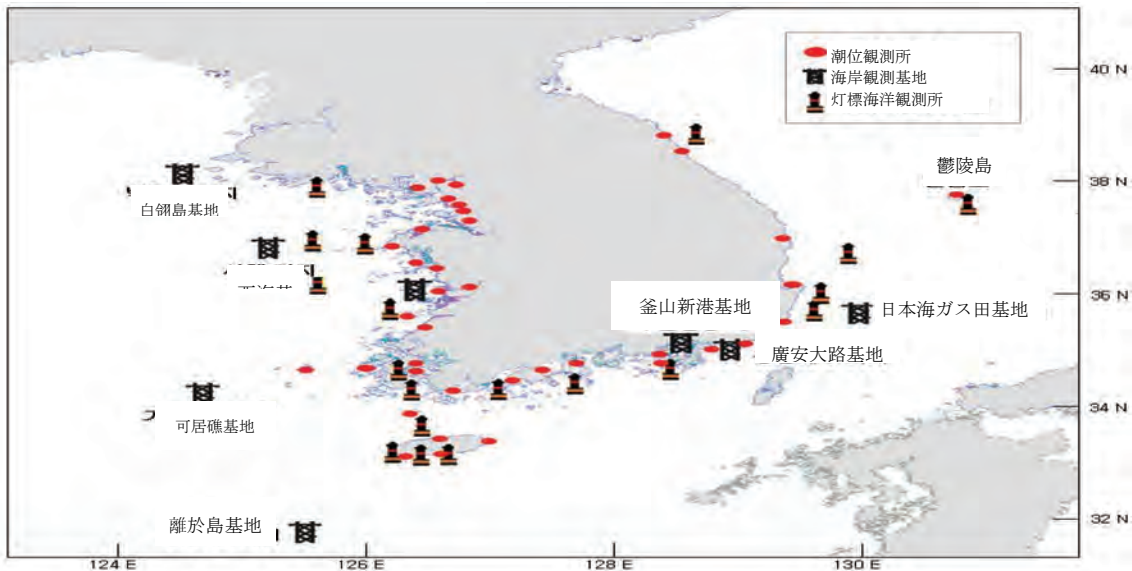 潮位観測所
海岸観測基地
灯標海洋観測所
40 N
鬱陵島
38 N
白翎島基地
釜山新港基地
36 N
日本海ガス田基地
廣安大路基地
34 N
可居礁基地
離於島基地
32 N
124 E
126 E
128 E
130 E